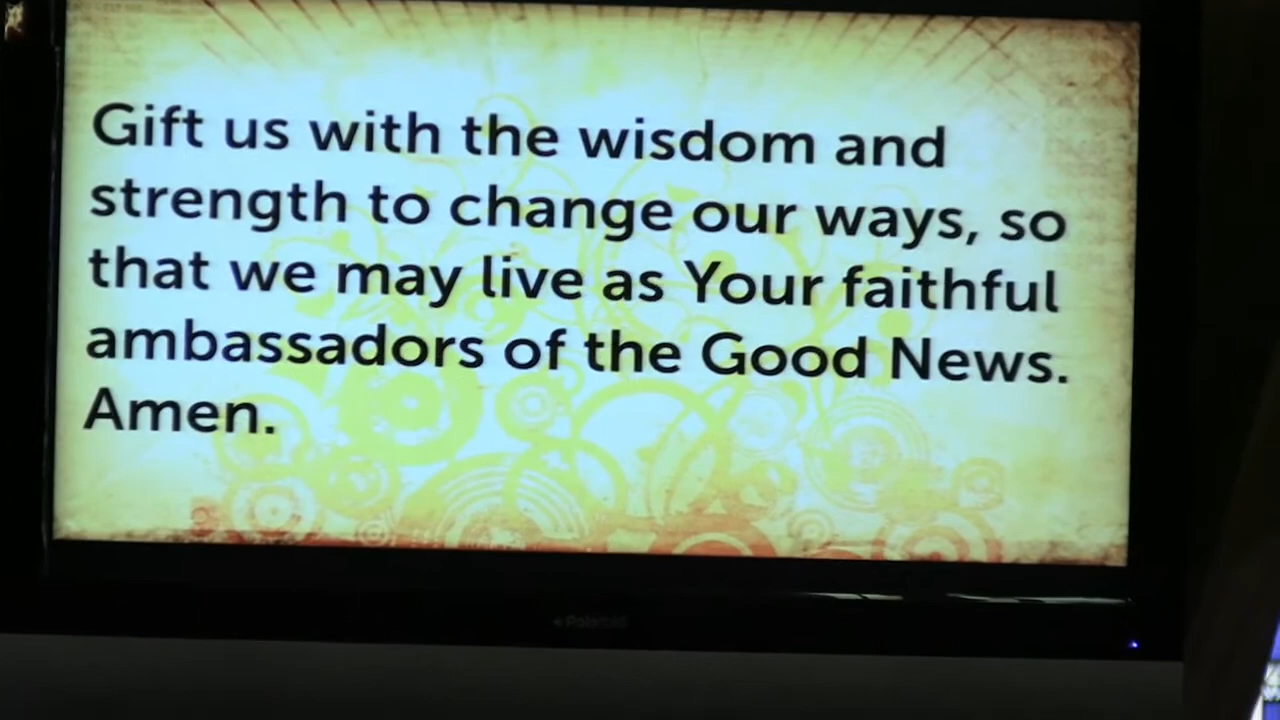 Gift us with the wisdom and
strength to change our ways, so
that we may live as Your faithful
ambassadors of the Good News.
Amen.
Polaroid